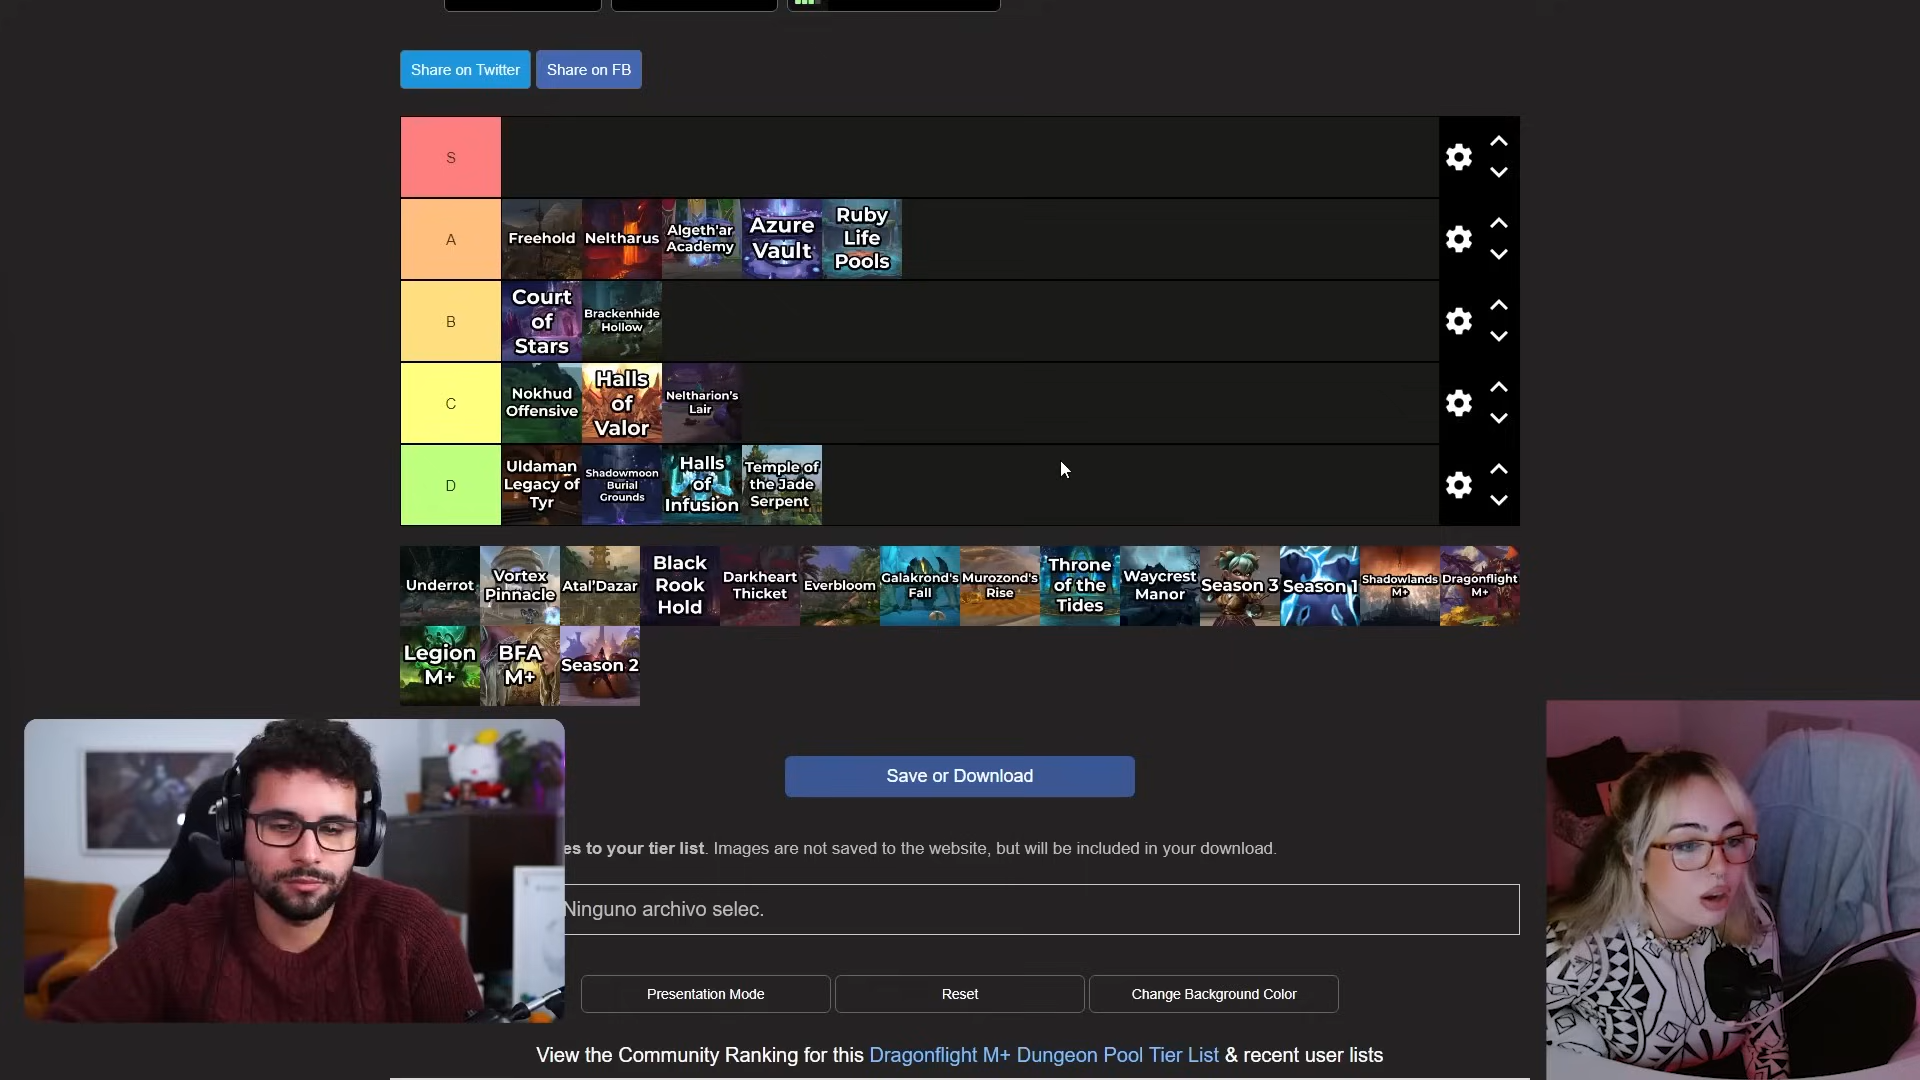 Share on Twitter
Share on FB
S
A
Freehold
Neltharus
Algeth'ar
Academy
Azure
Vault
Ruby
Life
Pools
B
Court
of
Stars
Brackenhide
Hollow
C
Nokhud
Offensive
Halls
of
Valor
Neltharion's
Lair
D
Uldaman
Legacy of
Tyr
Shadowmoon
Burial
Grounds
Halls
of
Infusion
Temple of
the Jade
Serpent
Underrot
Vortex
Pinnacle
Atal'Dazar
Black
Rook
Hold
Darkheart
Thicket
Everbloom
Galakrond's
Fall
Murozond's
Rise
Throne
of the
Tides
Waycrest
Manor
Season 3
Season 1
Shadowlands
M+
Dragonflight
M+
Legion
M+
BFA
M+
Season 2
Save or Download
es to your tier list. Images are not saved to the website, but will be included in your download.
Ninguno archivo selec.
Presentation Mode
Reset
Change Background Color
View the Community Ranking for this Dragonflight M+ Dungeon Pool Tier List & recent user lists